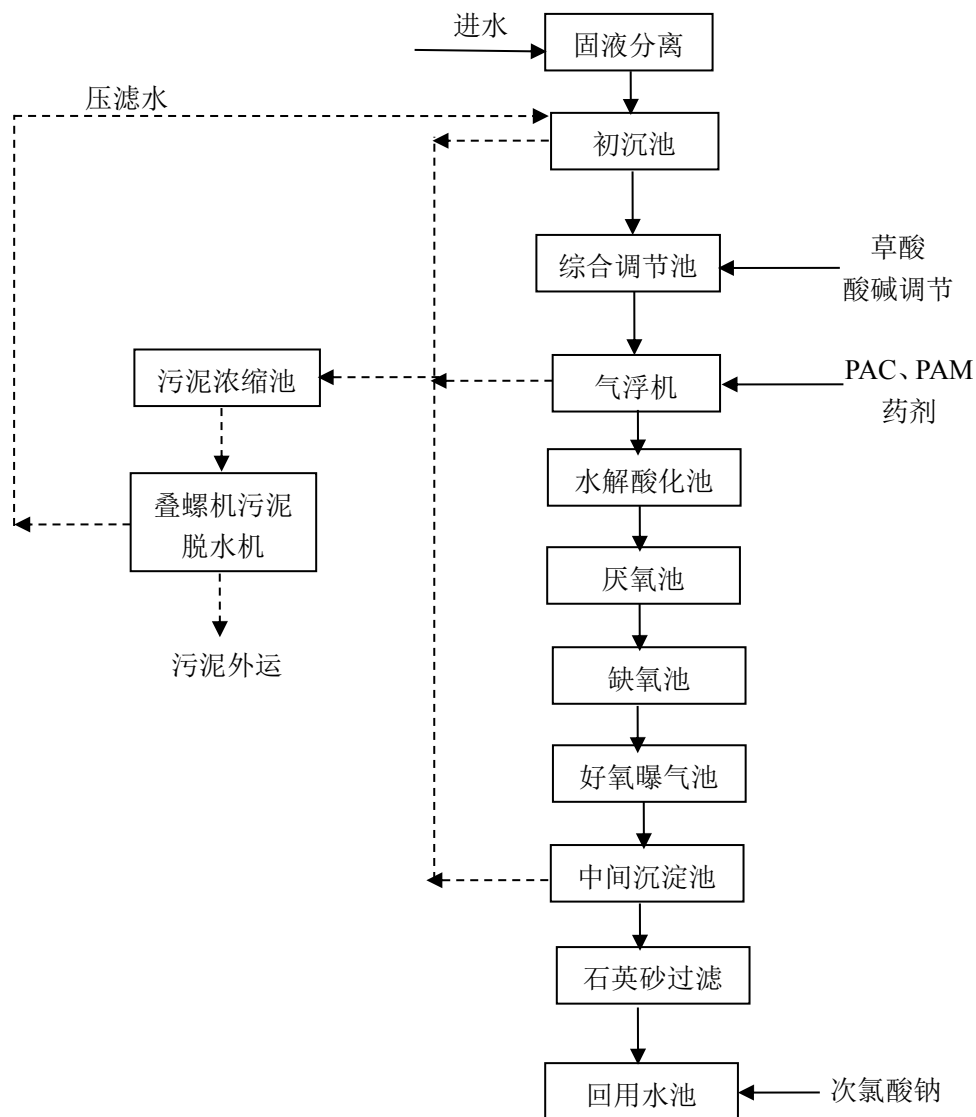 进水
固液分离
压滤水
初沉池
综合调节池
草酸
酸碱调节
污泥浓缩池
气浮机
PAC、PAM
药剂
水解酸化池
叠螺机污泥
脱水机
厌氧池
污泥外运
缺氧池
好氧曝气池
中间沉淀池
石英砂过滤
回用水池
次氯酸钠